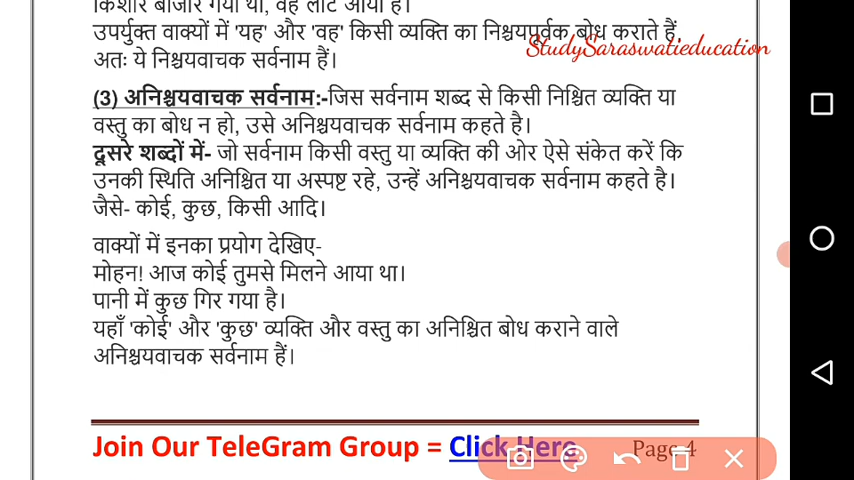 किशोर बाजार गया था, वह लौट आया है।
उपर्युक्त वाक्यों में 'यह' और 'वह' किसी व्यक्ति का निश्चयपूर्वक बोध कराते हैं,
StudySaraswatieducation
अतः ये निश्चयवाचक सर्वनाम हैं।
(3) अनिश्चयवाचक सर्वनाम:-जिस सर्वनाम शब्द से किसी निश्चित व्यक्ति या
वस्तु का बोध न हो, उसे अनिश्चयवाचक सर्वनाम कहते है।
दूसरे शब्दों में- जो सर्वनाम किसी वस्तु या व्यक्ति की ओर ऐसे संकेत करें कि
उनकी स्थिति अनिश्चित या अस्पष्ट रहे, उन्हें अनिश्चयवाचक सर्वनाम कहते है।
जैसे- कोई, कुछ, किसी आदि।
वाक्यों में इनका प्रयोग देखिए-
मोहन! आज कोई तुमसे मिलने आया था।
पानी में कुछ गिर गया है।
यहाँ 'कोई' और 'कुछ' व्यक्ति और वस्तु का अनिश्चित बोध कराने वाले
अनिश्चयवाचक सर्वनाम हैं।
Join Our TeleGram Group = Click Here
Page 4